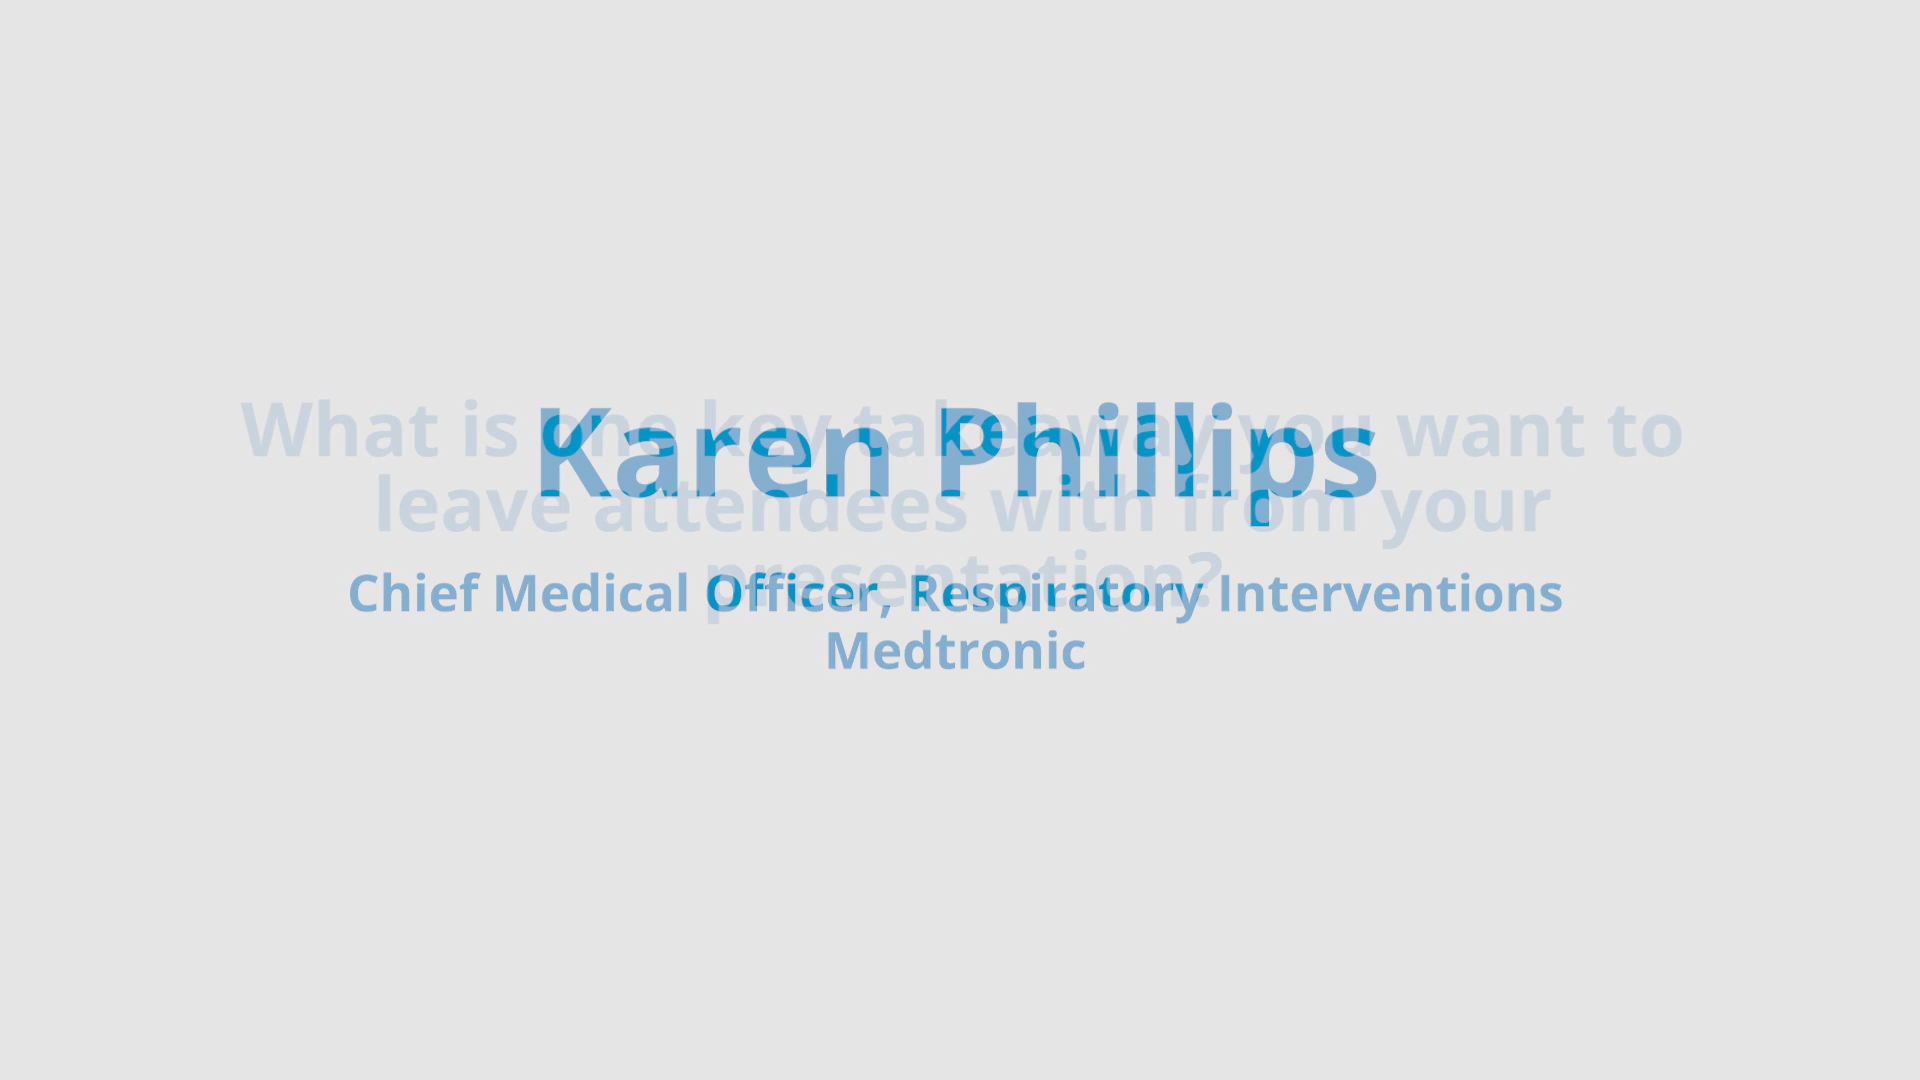 Karen Phillips
Chief Medical Officer, Respiratory Interventions
Medtronic
What is one key takeaway you want to
leave attendees with from your
presentation?